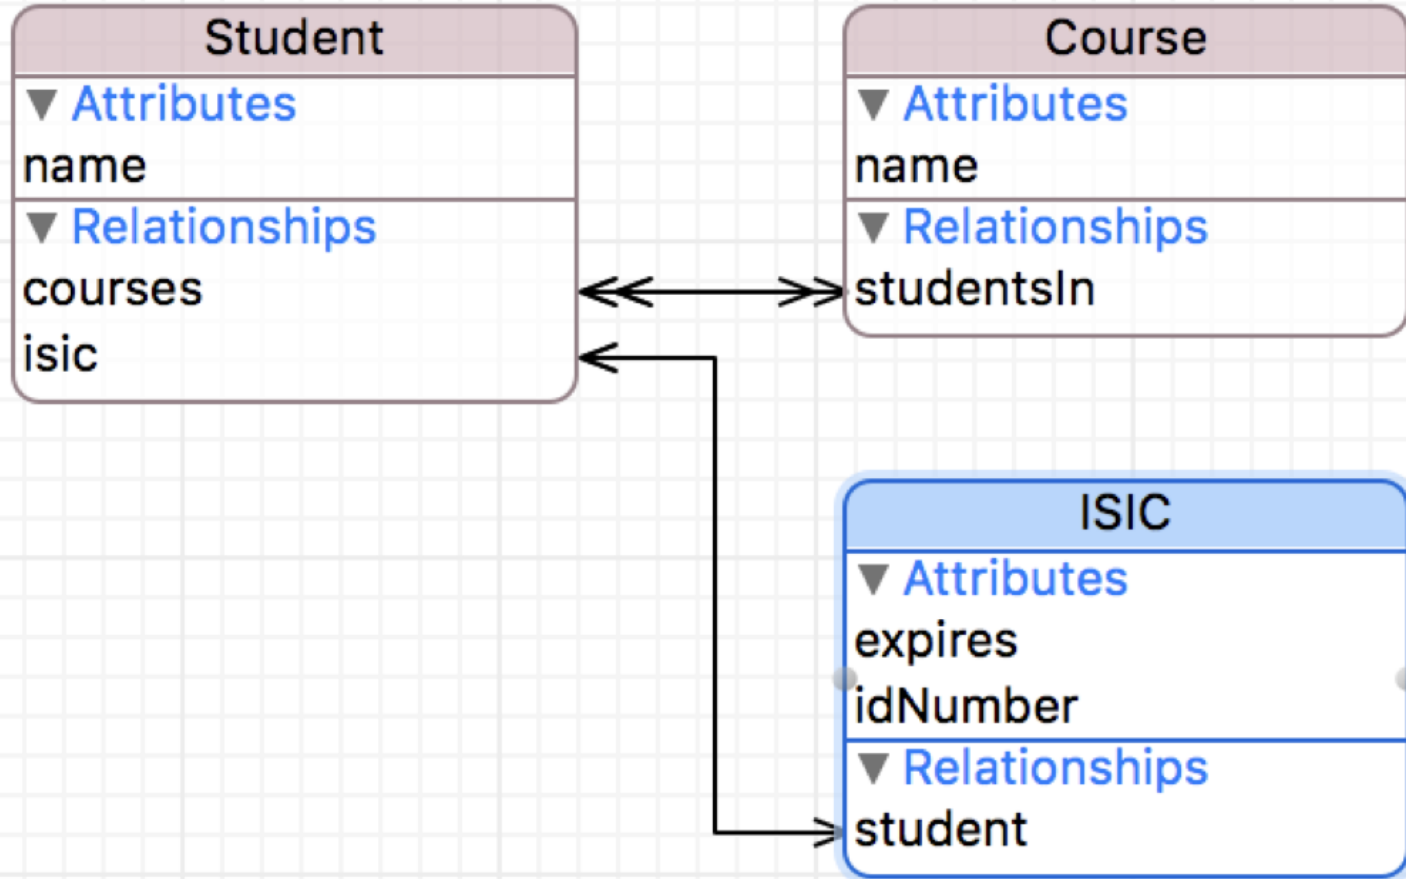 Student
Attributes
name
Relationships
courses
isic
Course
Attributes
name
Relationships
studentsIn
ISIC
Attributes
expires
idNumber
Relationships
student